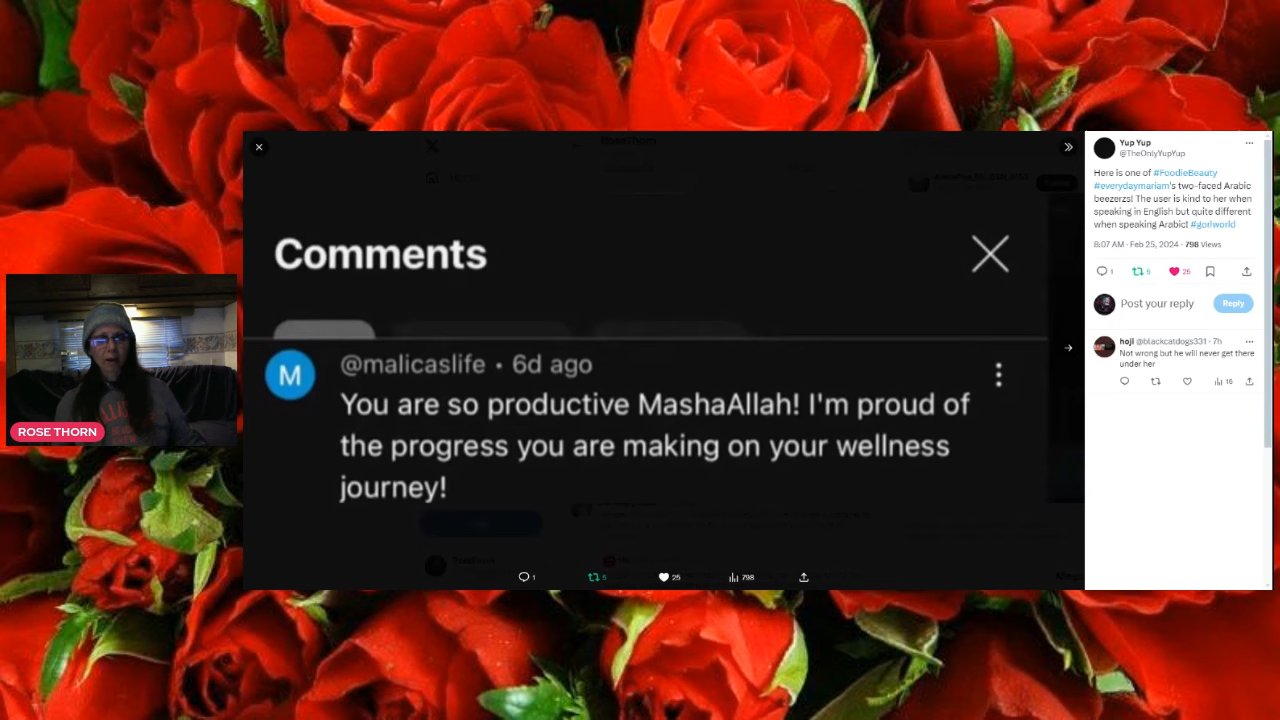 Comments
@malicaslife • 6d ago
You are so productive MashaAllah! I'm proud of
the progress you are making on your wellness
journey!
1
5
25
798
ROSE THORN
Yup Yup
@TheOnlyYupYup
Here is one of #FoodieBeauty
#everydaymariam's two-faced Arabic
beezerzs! The user is kind to her when
speaking in English but quite different
when speaking Arabic! #gorlworld
8:07 AM · Feb 25, 2024 · 798 Views
1
5
25
Post your reply
Reply
hoji @blackcatdogs331 · 7h
Not wrong but he will never get there
under her
16